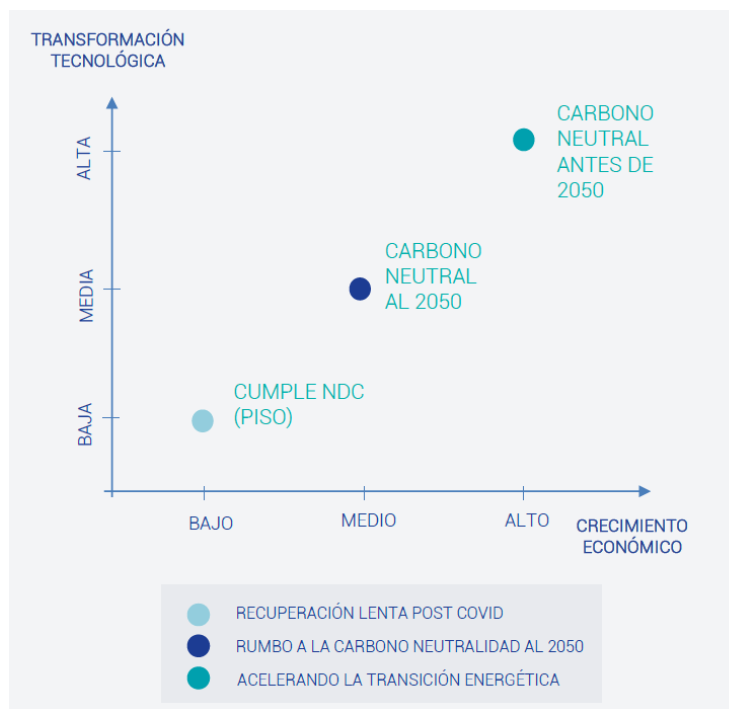 TRANSFORMACIÓN
TECNOLÓGICA
ALTA
MEDIA
BAJA
CARBONO
NEUTRAL
ANTES DE
2050
CARBONO
NEUTRAL
AL 2050
CUMPLE NDC
(PISO)
BAJO
MEDIO
ALTO
CRECIMIENTO
ECONÓMICO
RECUPERACIÓN LENTA POST COVID
RUMBO A LA CARBONO NEUTRALIDAD AL 2050
ACELERANDO LA TRANSICIÓN ENERGÉTICA